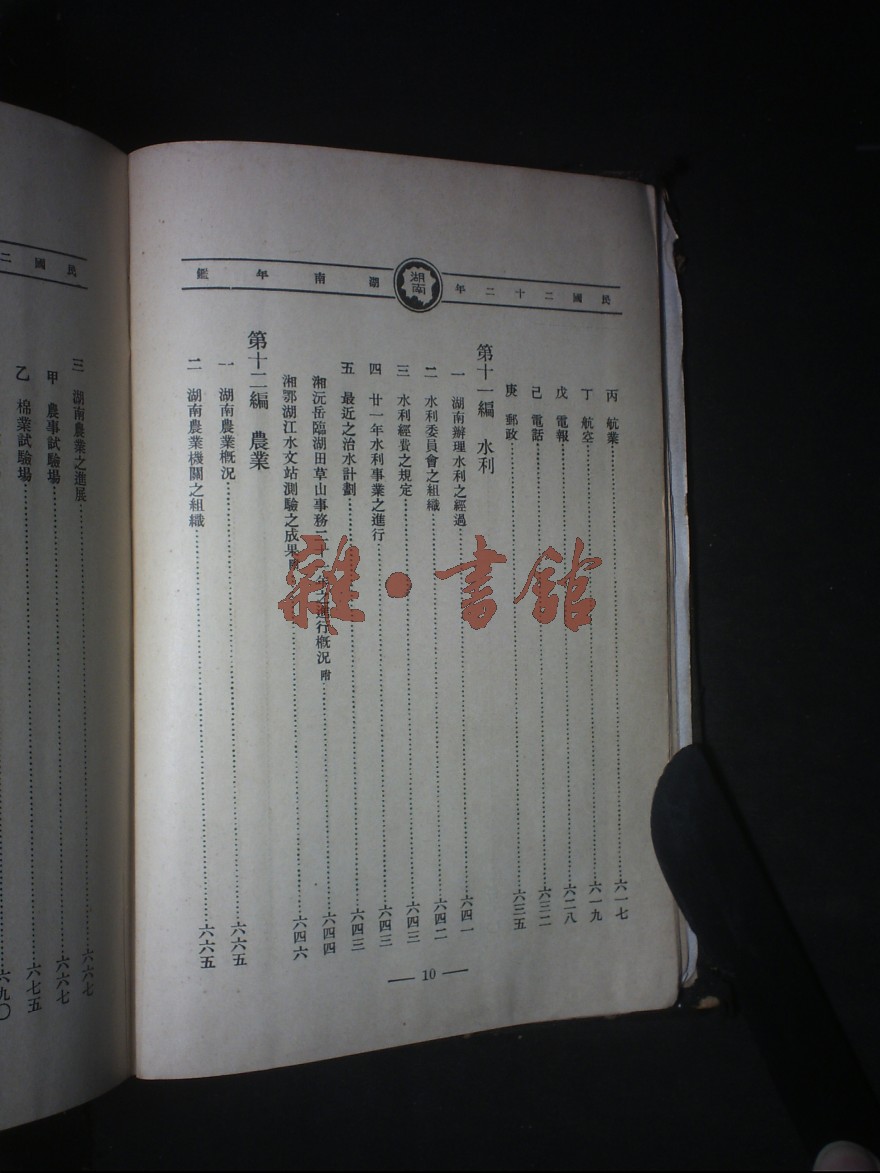 民國二十二年 湖南 湖南年鑑
丙 航業 六一七
丁 航空 六一九
戊 電報 六二八
己 電話 六三二
庚 郵政 六三五
第十一編 水利
一 湖南辦理水利之經過 六四一
二 水利委員會之組織 六四二
三 水利經費之規定 六四三
四 廿一年水利事業之進行 六四三
五 最近之治水計劃 六四三
湘沅岳臨湖田草山事務二十 年之進行概況 附 六四四
湘鄂湖江水文站測驗之成果 六四六
第十二編 農業
一 湖南農業概況 六六五
二 湖南農業機關之組織 六六五
— 10 —
民國二
三 湖南農業之進展 六六七
甲 農事試驗場 六六七
乙 棉業試驗場 六七五
六九〇
雜·書館